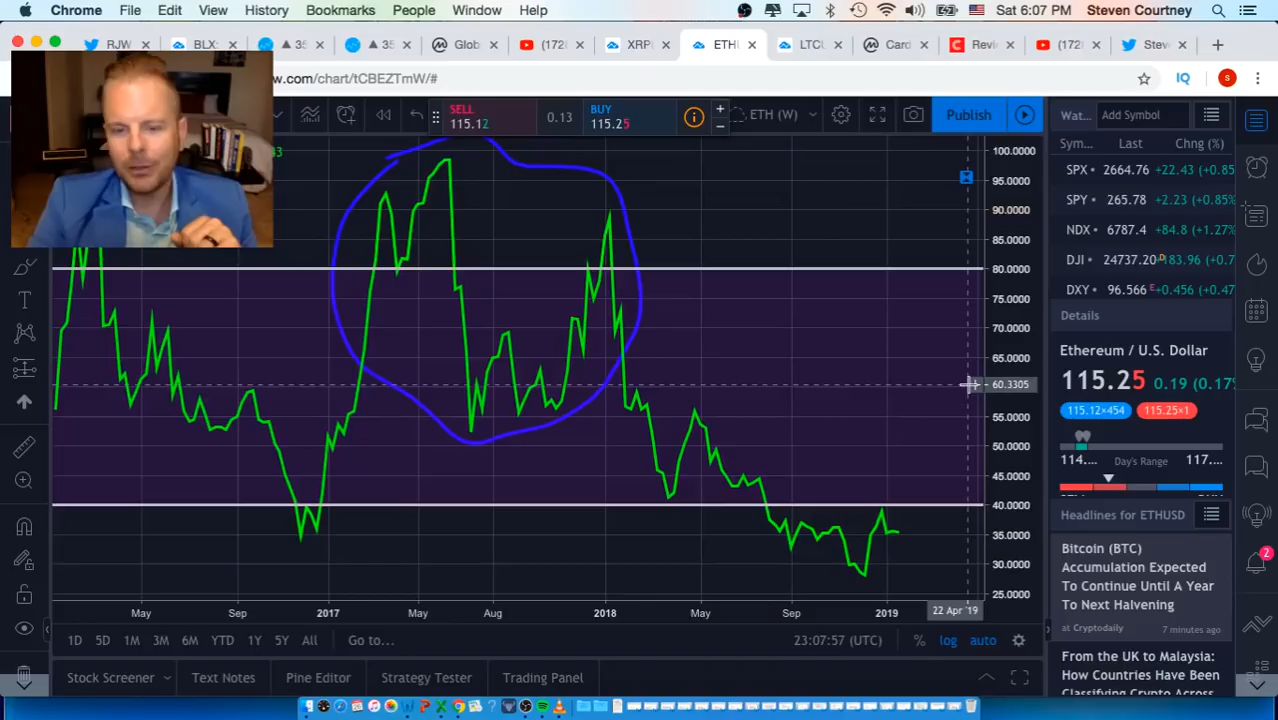 Chrome File Edit View History Bookmarks People Window Help Sat 6:07 PM Steven Courtney
RJW BLX: 35 35 Glob (172 XRP ETH LTC Card Revi (172 Steve
w.com/chart/tCBEZTmW/#
IQ S
SELL 115.12
0.13
BUY 115.25
ETH (W)
Publish
Wat... Add Symbol
Sym... Last Chng (%)
SPX 2664.76 +22.43 (+0.85
SPY 265.78 +2.23 (+0.85%
NDX 6787.4 +84.8 (+1.27%
DJI 24737.20 D 183.96 (+0.7
DXY 96.566 E +0.456 (+0.47
Details
Ethereum / U.S. Dollar
115.25 0.19 (0.17%
115.12×454 115.25×1
114.... Day's Range 117....
Headlines for ETHUSD
Bitcoin (BTC)
Accumulation Expected
To Continue Until A Year
To Next Halvening
at Cryptodaily 7 minutes ago
From the UK to Malaysia:
How Countries Have Been
Classifying Crypto Across
2
100.0000
95.0000
90.0000
85.0000
80.0000
75.0000
70.0000
65.0000
60.3305
55.0000
50.0000
45.0000
40.0000
35.0000
30.0000
25.0000
May Sep 2017 May Aug 2018 May Sep 2019 22 Apr '19
1D 5D 1M 3M 6M YTD 1Y 5Y All Go to... 23:07:57 (UTC) % log auto
Stock Screener Text Notes Pine Editor Strategy Tester Trading Panel